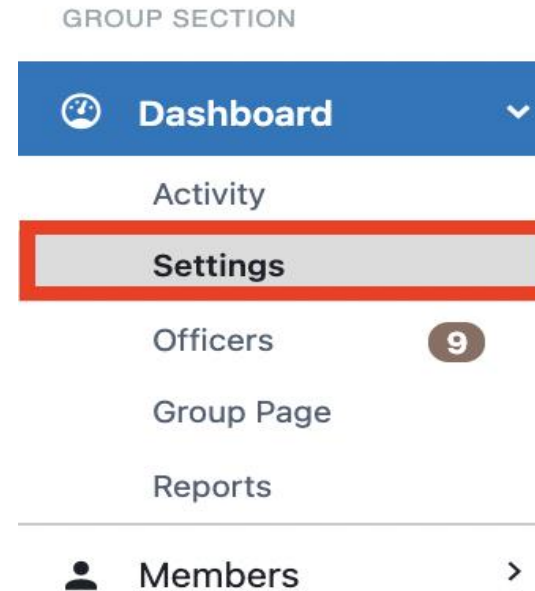 GROUP SECTION
Dashboard
Activity
Settings
Officers 9
Group Page
Reports
Members